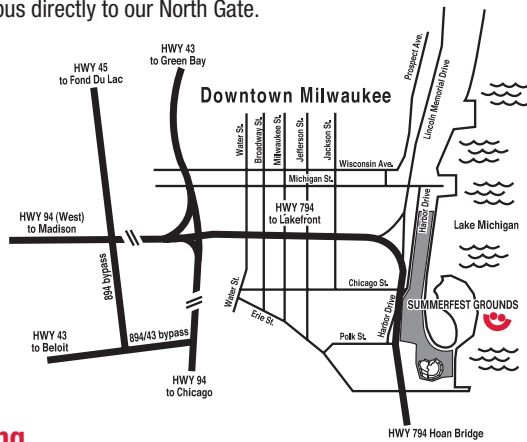 bus directly to our North Gate.
HWY 43
to Green Bay
HWY 45
to Fond Du Lac
Prospect Ave.
Lincoln Memorial Drive
Downtown Milwaukee
Water St.
Broadway St.
Milwaukee St.
Jefferson St.
Jackson St.
Wisconsin Ave.
Michigan St.
HWY 794
to Lakefront
Harbor Drive
Lake Michigan
HWY 94 (West)
to Madison
894 bypass
Chicago St.
Water St.
Erie St.
SUMMERFEST GROUNDS
Harbor Drive
Polk St.
HWY 43
to Beloit
894/43 bypass
HWY 94
to Chicago
HWY 794 Hoan Bridge